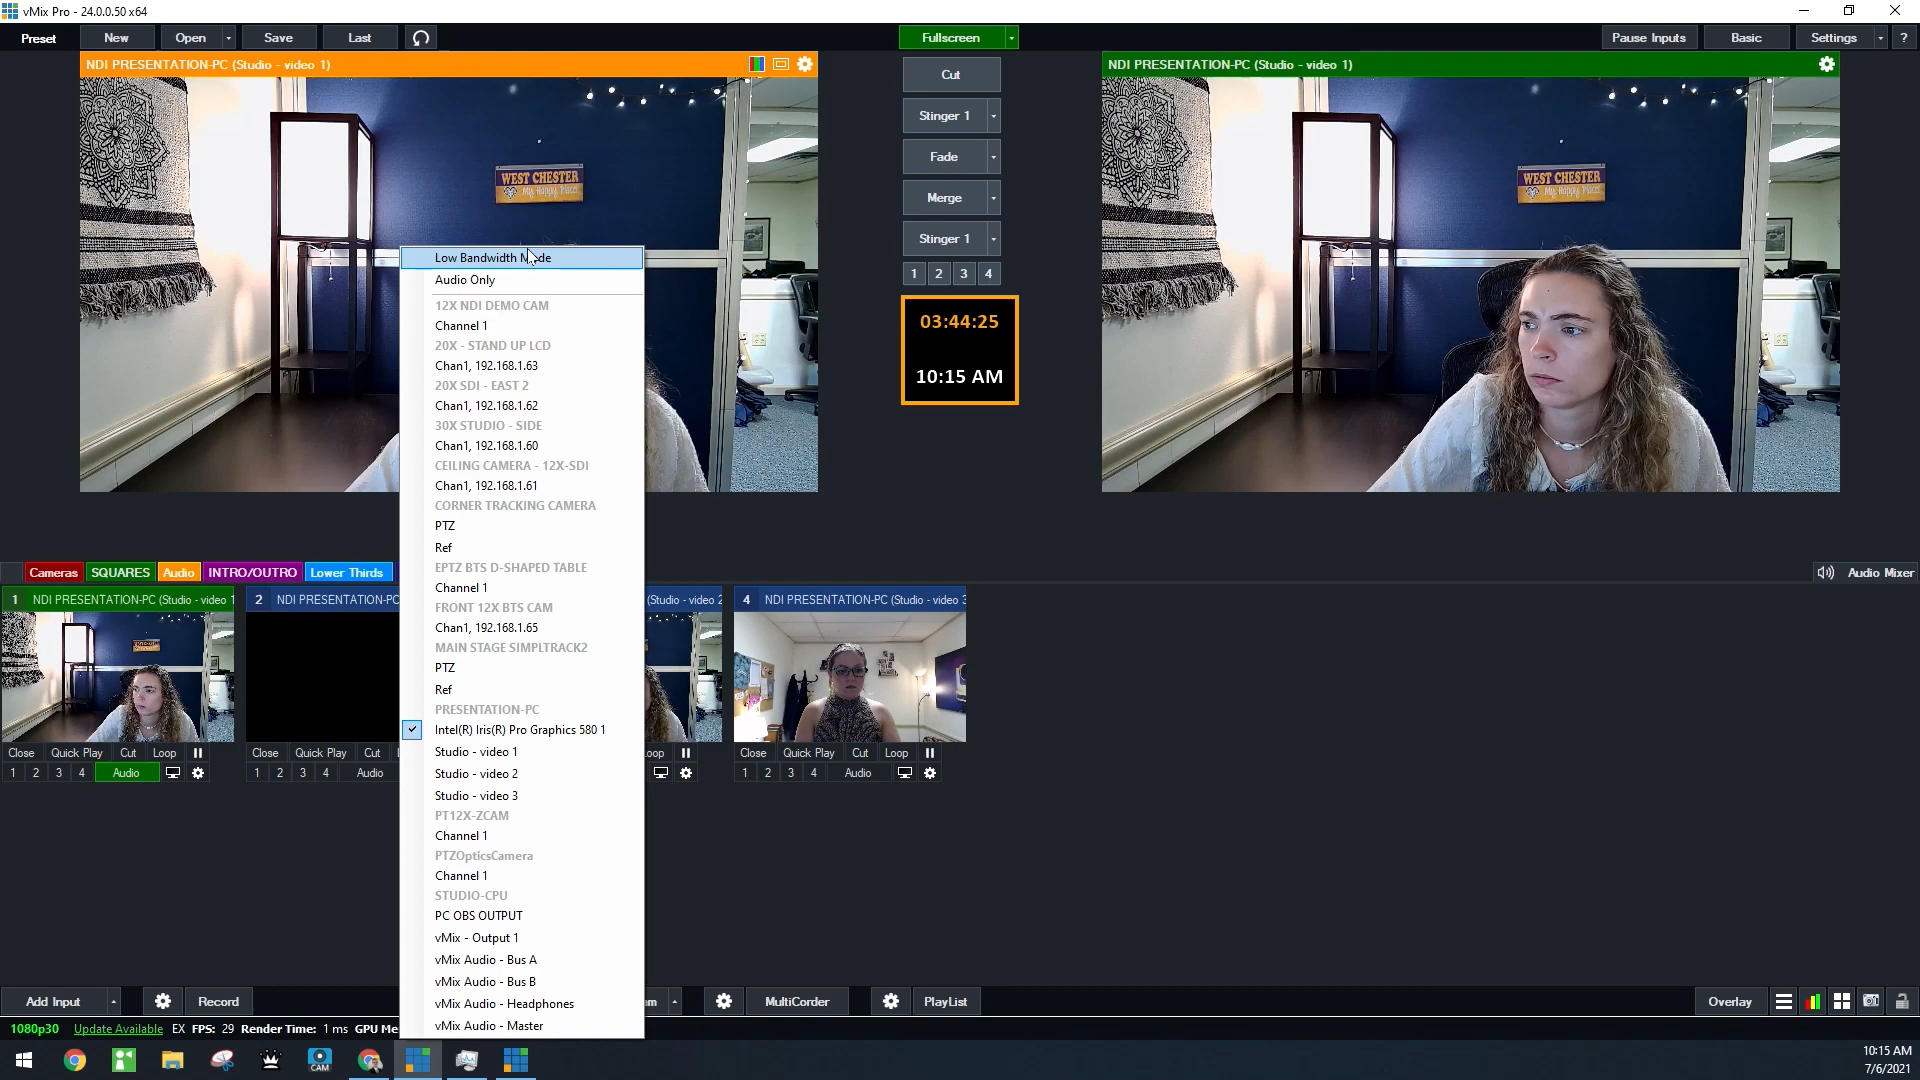 vMix Pro - 24.0.0.50 x64
Preset
New
Open
Save
Last
Fullscreen
Pause Inputs
Basic
Settings
?
NDI PRESENTATION-PC (Studio - video 1)
NDI PRESENTATION-PC (Studio - video 1)
Cut
Stinger 1
Fade
Merge
Stinger 1
1 2 3 4
03:44:25
10:15 AM
WEST CHESTER
My Happy Place
WEST CHESTER
My Happy Place
Low Bandwidth Mode
Audio Only
12X NDI DEMO CAM
Channel 1
20X - STAND UP LCD
Chan1, 192.168.1.63
20X SDI - EAST 2
Chan1, 192.168.1.62
30X STUDIO - SIDE
Chan1, 192.168.1.60
CEILING CAMERA - 12X-SDI
Chan1, 192.168.1.61
CORNER TRACKING CAMERA
PTZ
Ref
EPTZ BTS D-SHAPED TABLE
Channel 1
FRONT 12X BTS CAM
Chan1, 192.168.1.65
MAIN STAGE SIMPLTRACK2
PTZ
Ref
PRESENTATION-PC
Intel(R) Iris(R) Pro Graphics 580 1
Studio - video 1
Studio - video 2
Studio - video 3
PT12X-ZCAM
Channel 1
PTZOpticsCamera
Channel 1
STUDIO-CPU
PC OBS OUTPUT
vMix - Output 1
vMix Audio - Bus A
vMix Audio - Bus B
vMix Audio - Headphones
vMix Audio - Master
Cameras
SQUARES
Audio
INTRO/OUTRO
Lower Thirds
Audio Mixer
1 NDI PRESENTATION-PC (Studio - video 1
2 NDI PRESENTATION-PC
(Studio - video 2
4 NDI PRESENTATION-PC (Studio - video 3
Close Quick Play Cut Loop
Close Quick Play Cut L
oop
Close Quick Play Cut Loop
1 2 3 4 Audio
1 2 3 4 Audio
1 2 3 4 Audio
Add Input
Record
m
MultiCorder
PlayList
Overlay
1080p30
Update Available
EX FPS: 29 Render Time: 1 ms GPU Me
CAM
10:15 AM
7/6/2021